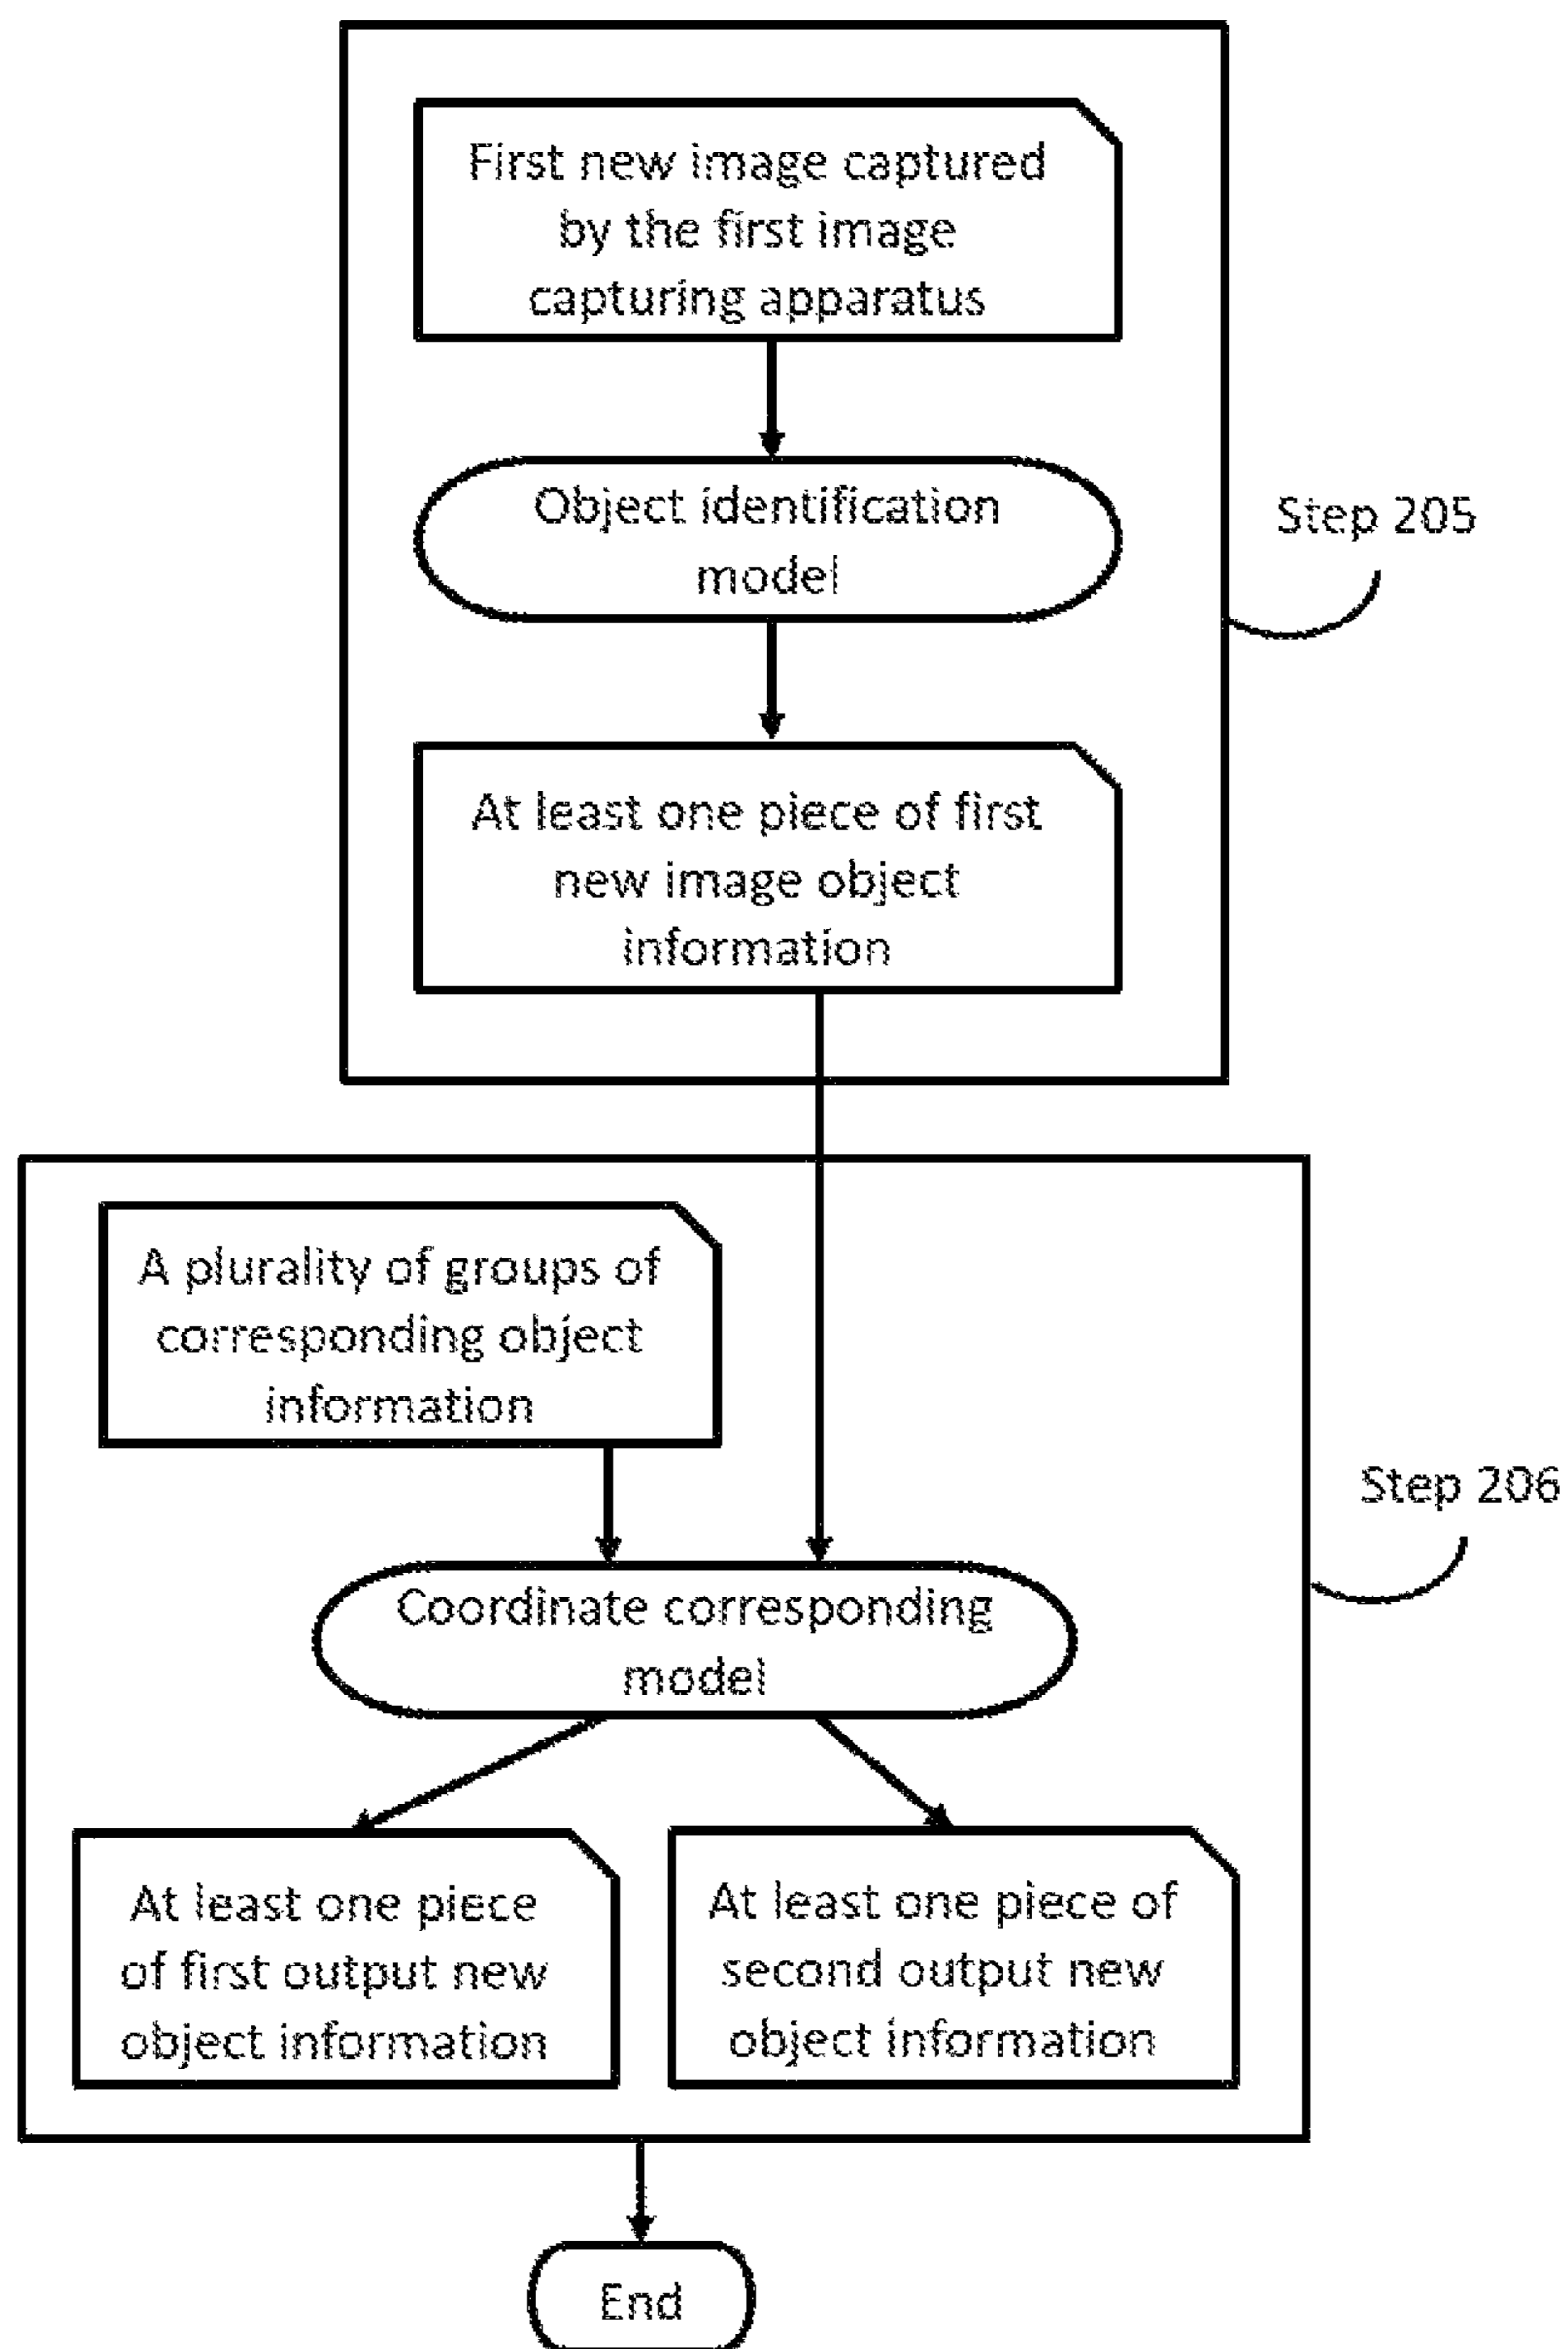 First new image captured
by the first image
capturing apparatus
Object identification
model
Step 205
At least one piece of first
new image object
information
A plurality of groups of
corresponding object
information
Step 206
Coordinate corresponding
model
At least one piece
of first output new
object information
At least one piece of
second output new
object information
End